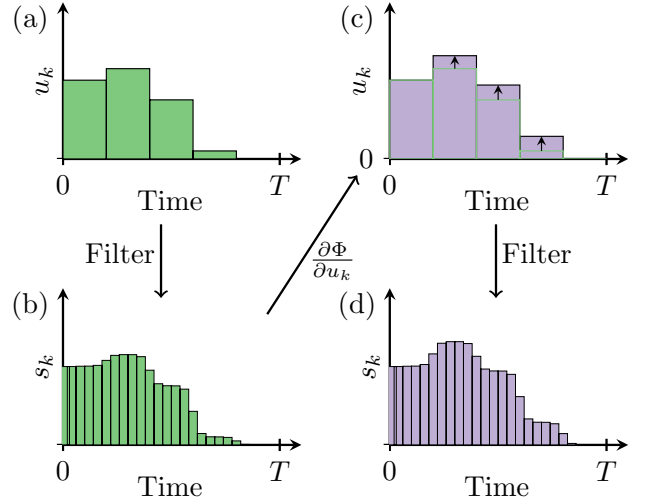 (a)
u_k
0
Time
T
(c)
u_k
0
0
Time
T
Filter
∂Φ
∂u_k
Filter
(b)
s_k
0
Time
T
(d)
s_k
0
Time
T